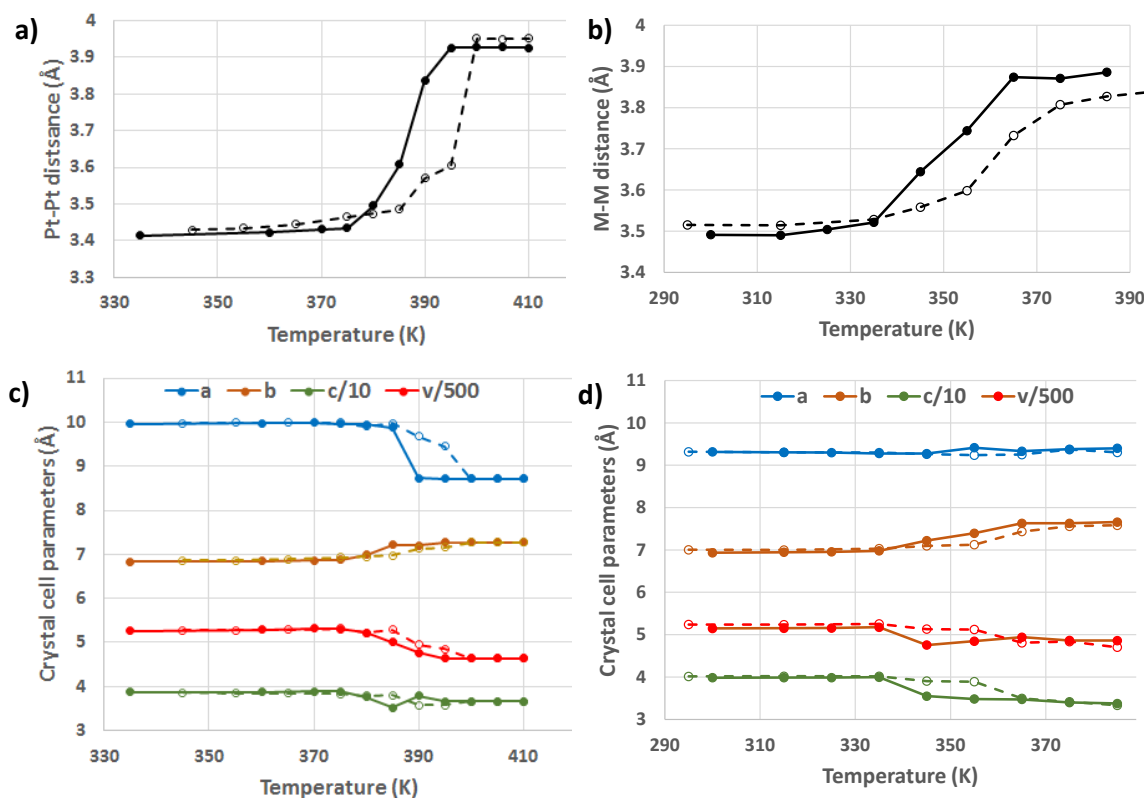 a)
4
3.9
3.8
3.7
3.6
3.5
3.4
3.3
Pt-Pt distsance (Å)
330 350 370 390 410
Temperature (K)
b)
4
3.9
3.8
3.7
3.6
3.5
3.4
M-M distance (Å)
290 310 330 350 370 390
Temperature (K)
c)
a b c/10 v/500
11
10
9
8
7
6
5
4
3
Crystal cell parameters (Å)
330 350 370 390 410
Temperature (K)
d)
a b c/10 v/500
11
10
9
8
7
6
5
4
3
Crystal cell parameters (Å)
290 310 330 350 370
Temperature (K)